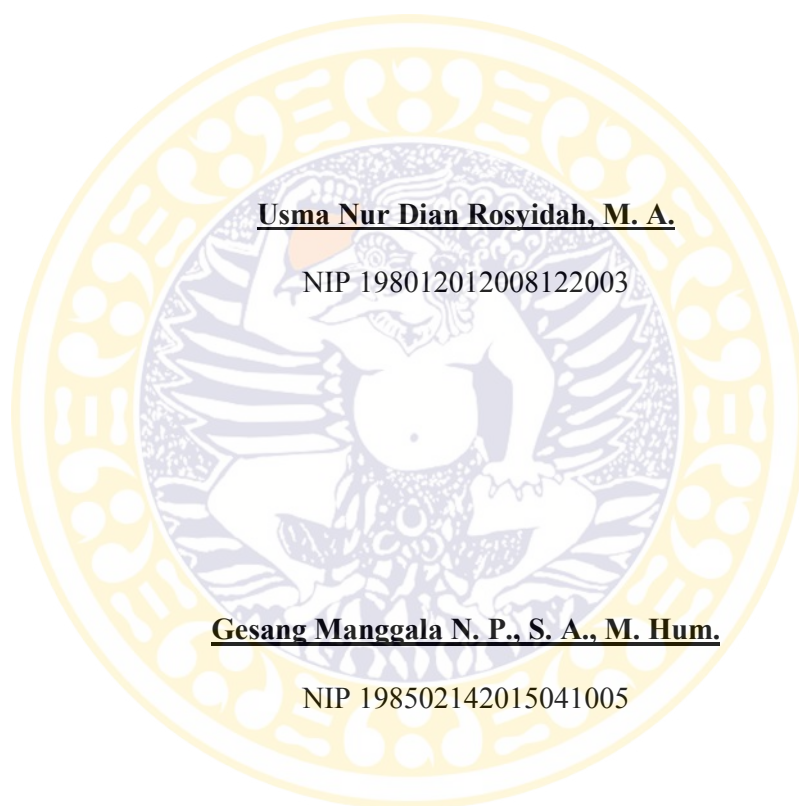 Usma Nur Dian Rosyidah, M. A.
NIP 198012012008122003
Gesang Manggala N. P., S. A., M. Hum.
NIP 198502142015041005